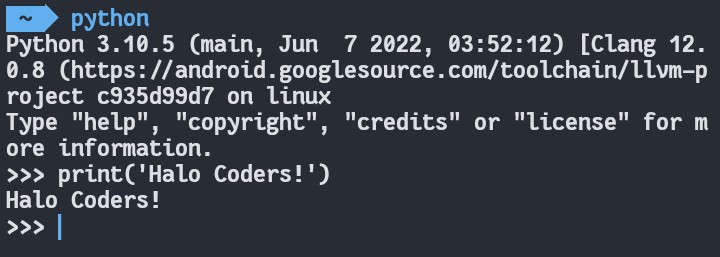 ~ python
Python 3.10.5 (main, Jun  7 2022, 03:52:12) [Clang 12.
0.8 (https://android.googlesource.com/toolchain/llvm-p
roject c935d99d7 on linux
Type "help", "copyright", "credits" or "license" for m
ore information.
>>> print('Halo Coders!')
Halo Coders!
>>>